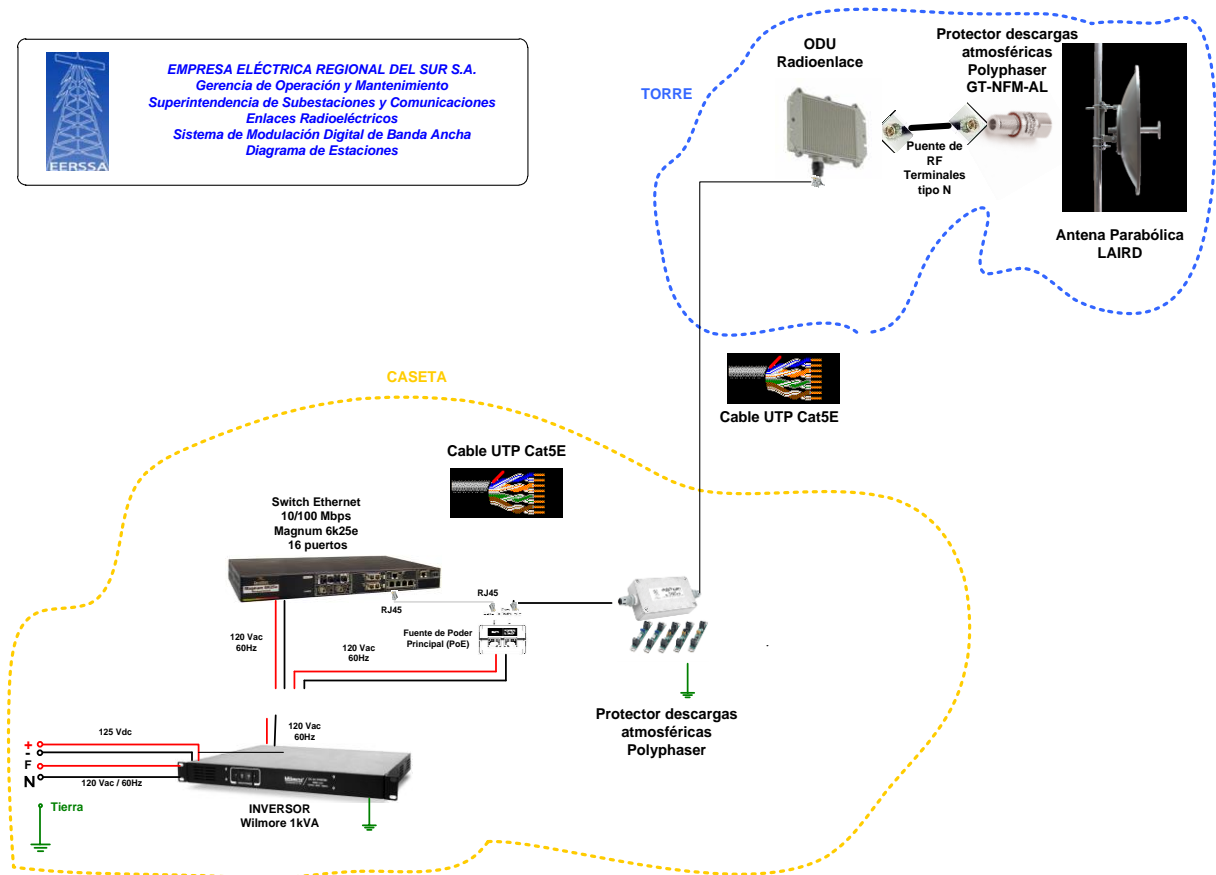 EERSSA
EMPRESA ELÉCTRICA REGIONAL DEL SUR S.A.
Gerencia de Operación y Mantenimiento
Superintendencia de Subestaciones y Comunicaciones
Enlaces Radioeléctricos
Sistema de Modulación Digital de Banda Ancha
Diagrama de Estaciones
TORRE
ODU
Radioenlace
Protector descargas
atmosféricas
Polyphaser
GT-NFM-AL
Puente de
RF
Terminales
tipo N
Antena Parabólica
LAIRD
Cable UTP Cat5E
CASETA
Cable UTP Cat5E
Switch Ethernet
10/100 Mbps
Magnum 6k25e
16 puertos
RJ45
RJ45
Fuente de Poder
Principal (PoE)
120 Vac
60Hz
120 Vac
60Hz
Protector descargas
atmosféricas
Polyphaser
120 Vac
60Hz
125 Vdc
+
-
F
N
120 Vac / 60Hz
Tierra
INVERSOR
Wilmore 1kVA